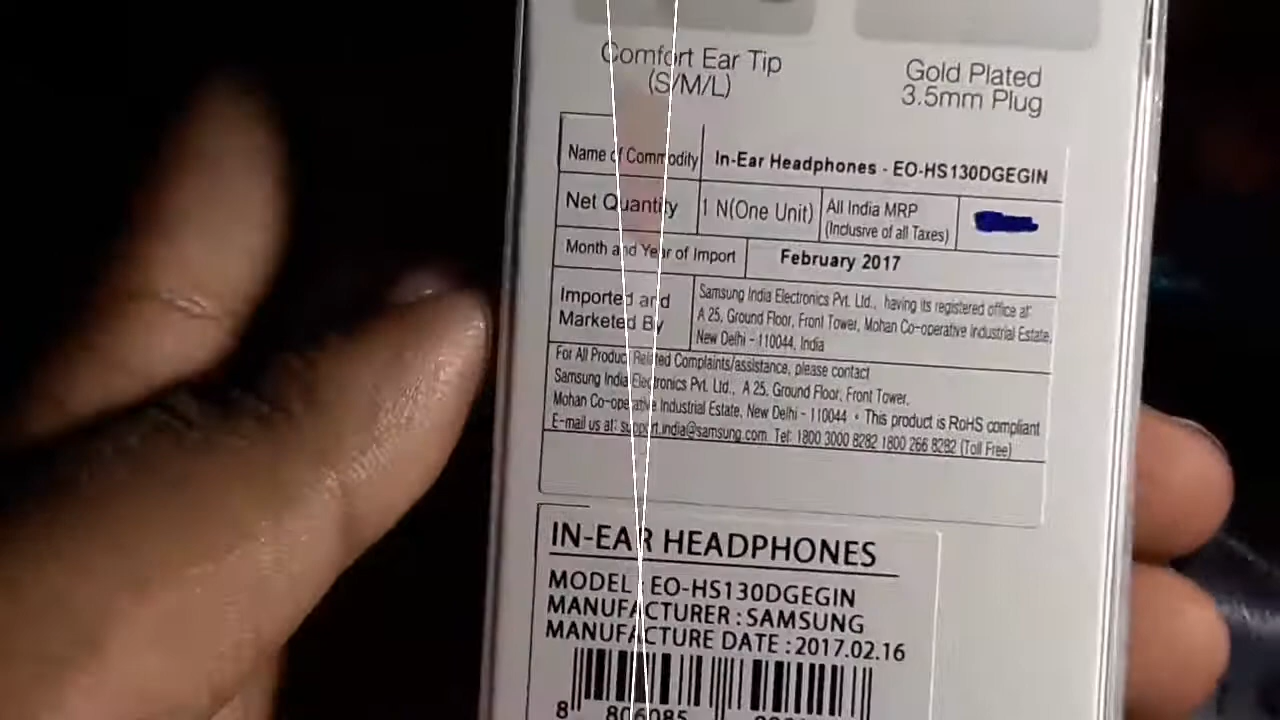 Comfort Ear Tip
(S/M/L)
Gold Plated
3.5mm Plug
Name of Commodity
In-Ear Headphones - EO-HS130DGEGIN
Net Quantity
1 N(One Unit)
All India MRP
(Inclusive of all Taxes)
Month and Year of Import
February 2017
Imported and
Marketed By
Samsung India Electronics Pvt. Ltd., having its registered office at:
A 25, Ground Floor, Front Tower, Mohan Co-operative Industrial Estate,
New Delhi - 110044, India
For All Product Related Complaints/assistance, please contact
Samsung India Electronics Pvt. Ltd., A 25, Ground Floor, Front Tower,
Mohan Co-operative Industrial Estate, New Delhi - 110044 • This product is RoHS compliant
E-mail us at: support.india@samsung.com Tel: 1800 3000 8282 1800 266 8282 (Toll Free)
IN-EAR HEADPHONES
MODEL : EO-HS130DGEGIN
MANUFACTURER : SAMSUNG
MANUFACTURE DATE : 2017.02.16
8 806085